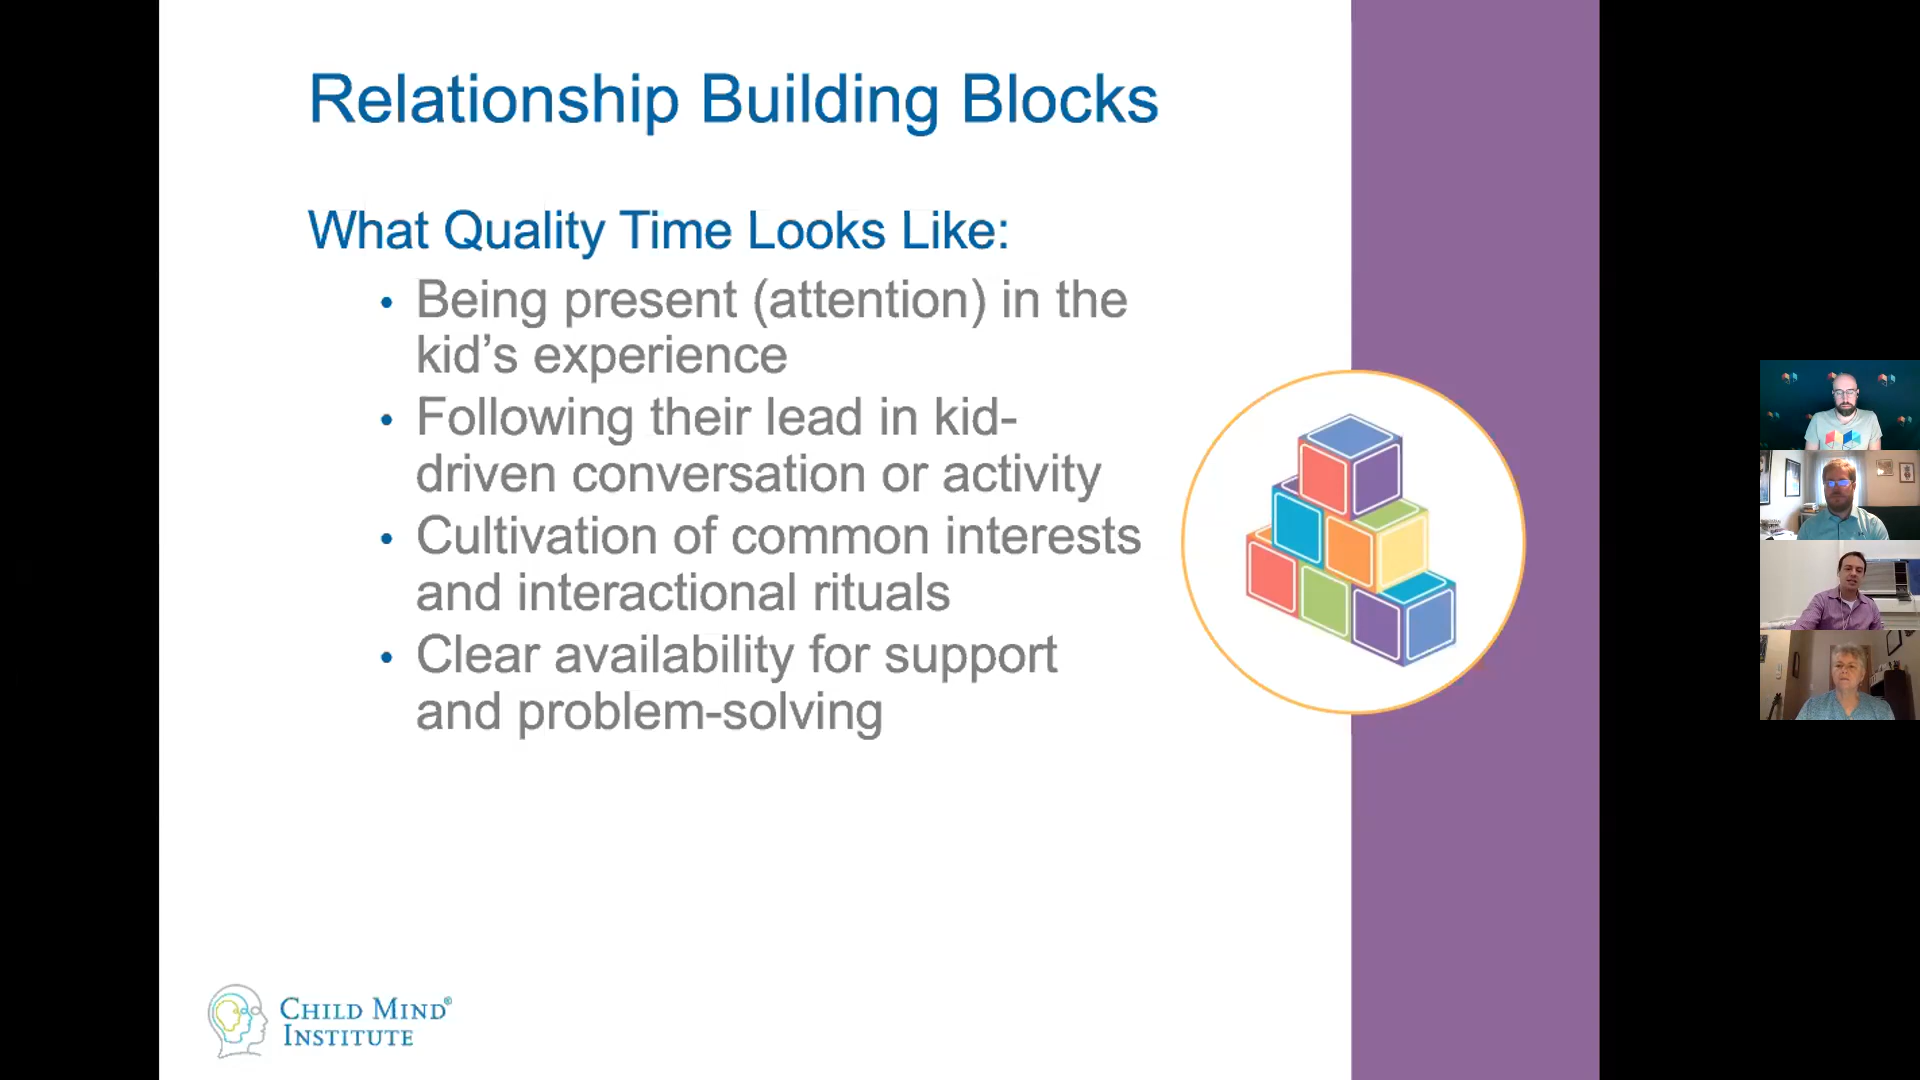 Relationship Building Blocks
What Quality Time Looks Like:
• Being present (attention) in the
kid’s experience
• Following their lead in kid-
driven conversation or activity
• Cultivation of common interests
and interactional rituals
• Clear availability for support
and problem-solving
CHILD MIND®
INSTITUTE